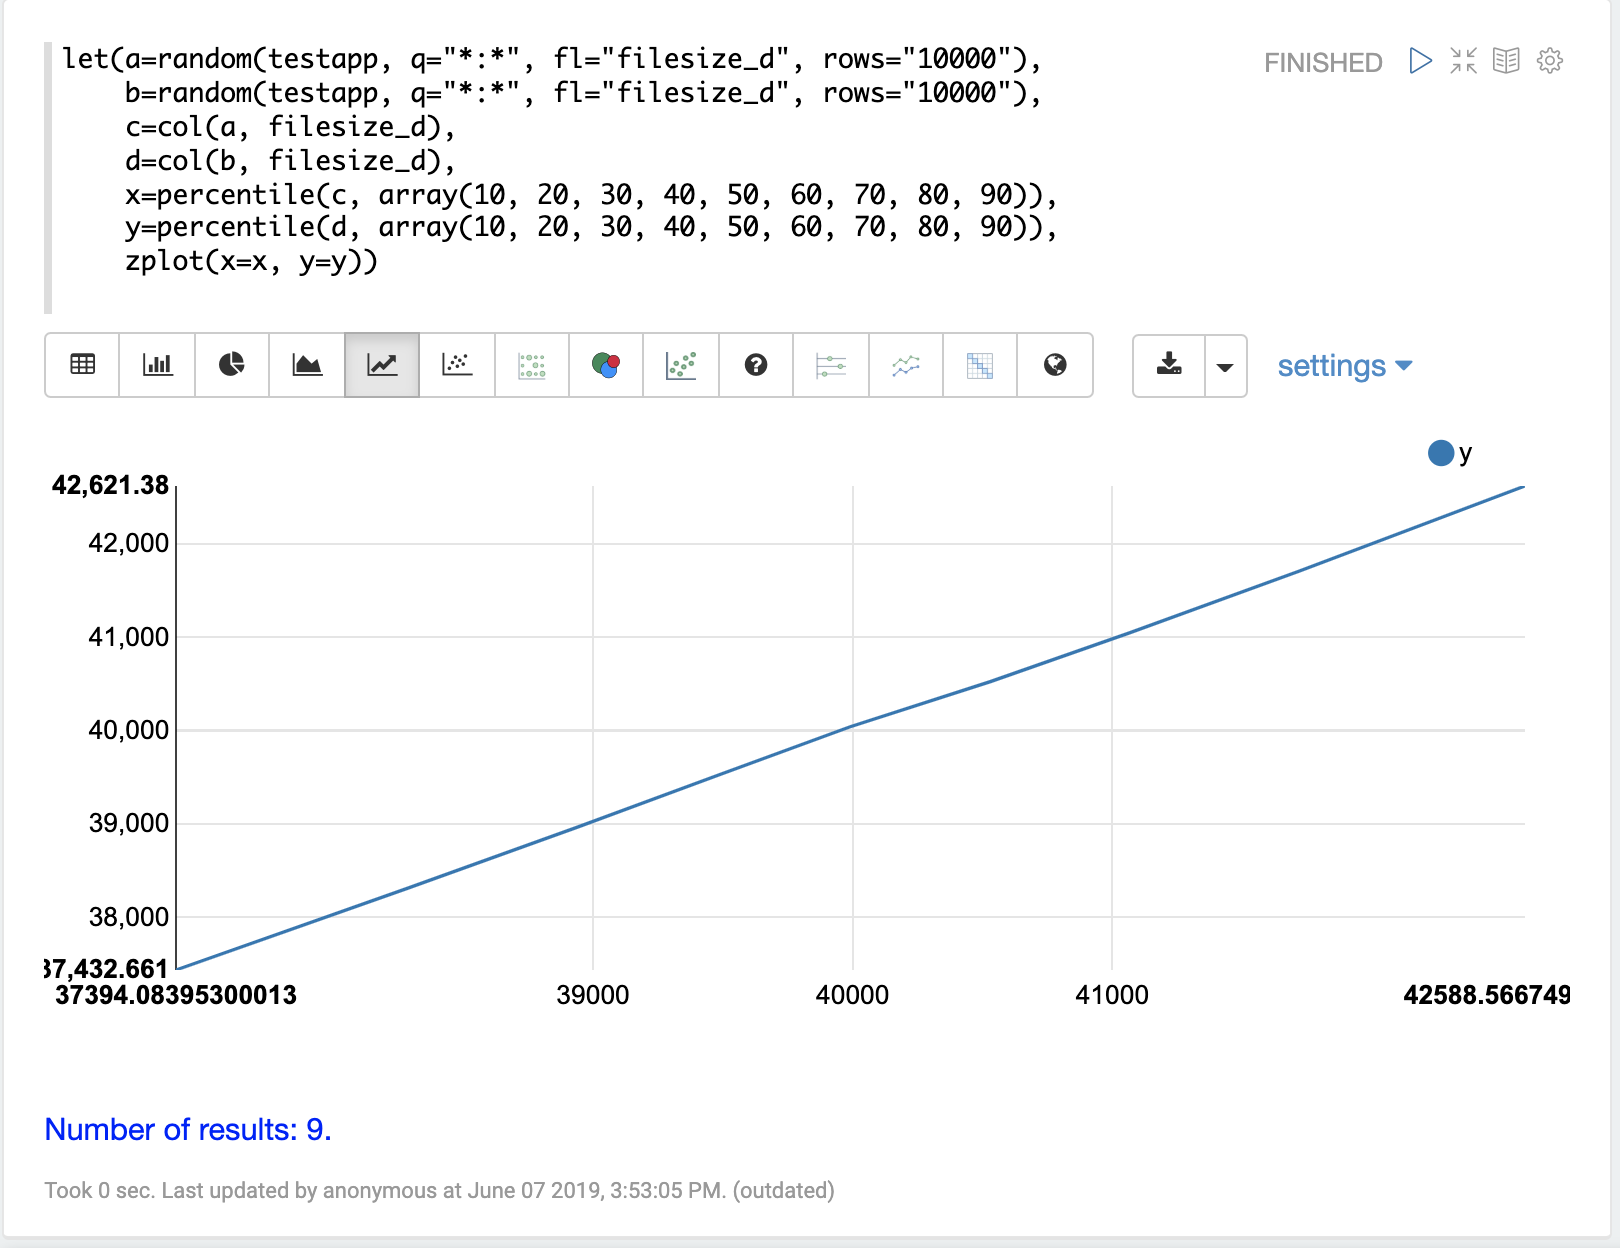 let(a=random(testapp, q="*:*", fl="filesize_d", rows="10000"),
    b=random(testapp, q="*:*", fl="filesize_d", rows="10000"),
    c=col(a, filesize_d),
    d=col(b, filesize_d),
    x=percentile(c, array(10, 20, 30, 40, 50, 60, 70, 80, 90)),
    y=percentile(d, array(10, 20, 30, 40, 50, 60, 70, 80, 90)),
    zplot(x=x, y=y))
FINISHED
settings
y
42,621.38
42,000
41,000
40,000
39,000
38,000
37,432.661
37394.08395300013 39000 40000 41000 42588.566749
Number of results: 9.
Took 0 sec. Last updated by anonymous at June 07 2019, 3:53:05 PM. (outdated)